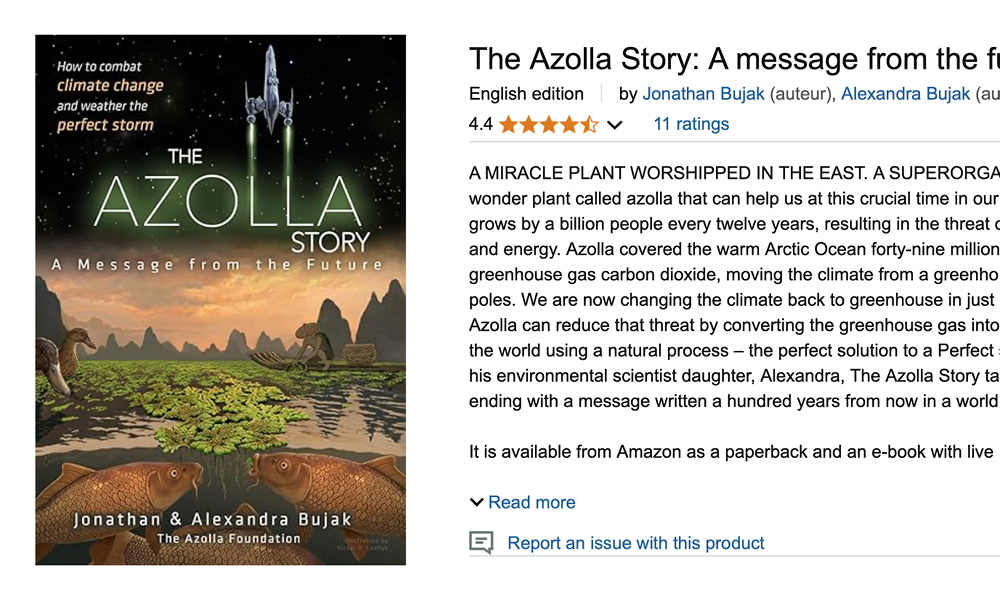 How to combat
climate change
and weather the
perfect storm
THE
AZOLLA
STORY
A Message from the Future
Jonathan & Alexandra Bujak
The Azolla Foundation
Illustration by
Victor O. Leshyk
The Azolla Story: A message from the fu
English edition by Jonathan Bujak (auteur), Alexandra Bujak (au
4.4 11 ratings
A MIRACLE PLANT WORSHIPPED IN THE EAST. A SUPERORGA
wonder plant called azolla that can help us at this crucial time in our
grows by a billion people every twelve years, resulting in the threat o
and energy. Azolla covered the warm Arctic Ocean forty-nine million
greenhouse gas carbon dioxide, moving the climate from a greenho
poles. We are now changing the climate back to greenhouse in just
Azolla can reduce that threat by converting the greenhouse gas into
the world using a natural process – the perfect solution to a Perfect s
his environmental scientist daughter, Alexandra, The Azolla Story ta
ending with a message written a hundred years from now in a world
It is available from Amazon as a paperback and an e-book with live
Read more
Report an issue with this product